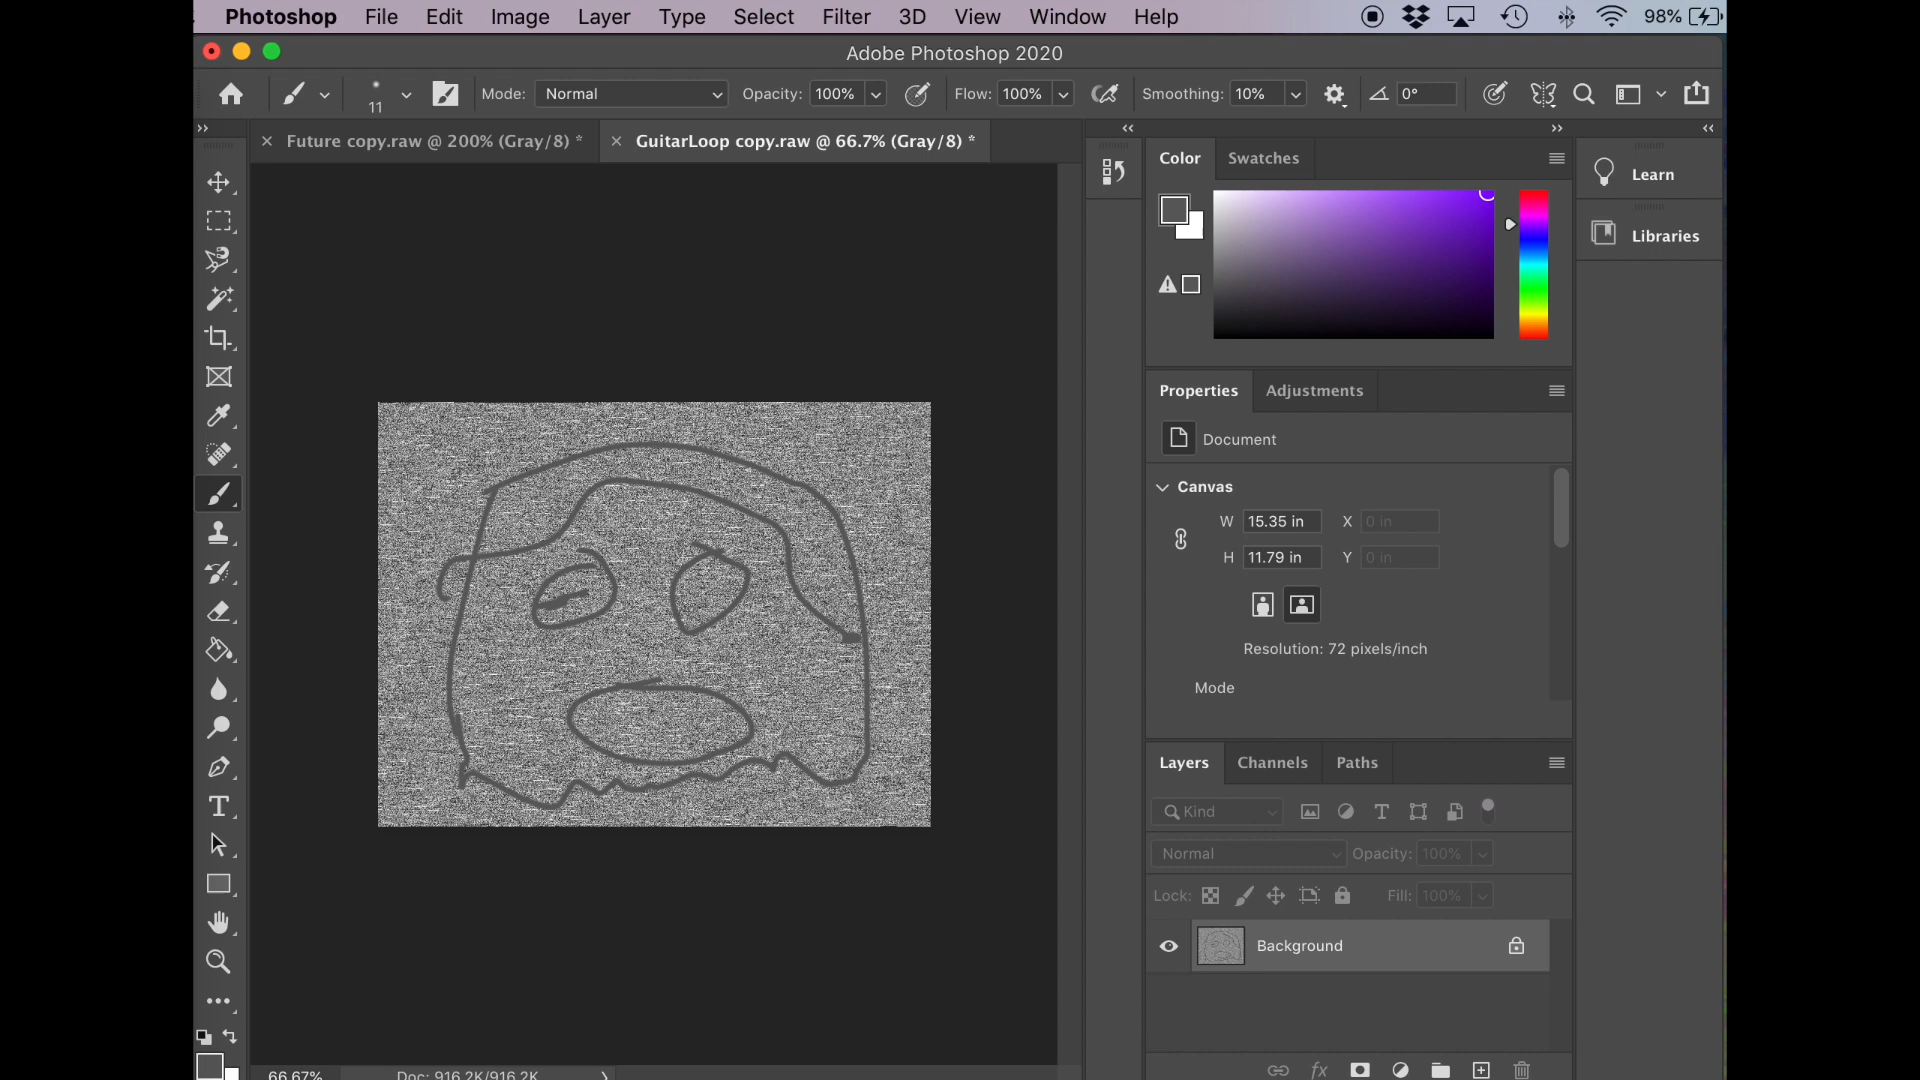 Photoshop File Edit Image Layer Type Select Filter 3D View Window Help 98%
Adobe Photoshop 2020
11 Mode: Normal Opacity: 100% Flow: 100% Smoothing: 10% 0°
Future copy.raw @ 200% (Gray/8) * GuitarLoop copy.raw @ 66.7% (Gray/8) *
Color Swatches
Learn
Libraries
Properties Adjustments
Document
Canvas
W 15.35 in X 0 in
H 11.79 in Y 0 in
Resolution: 72 pixels/inch
Mode
Layers Channels Paths
Kind
Normal Opacity: 100%
Lock: Fill: 100%
Background
fx
66.67% Doc: 916.2K/916.2K